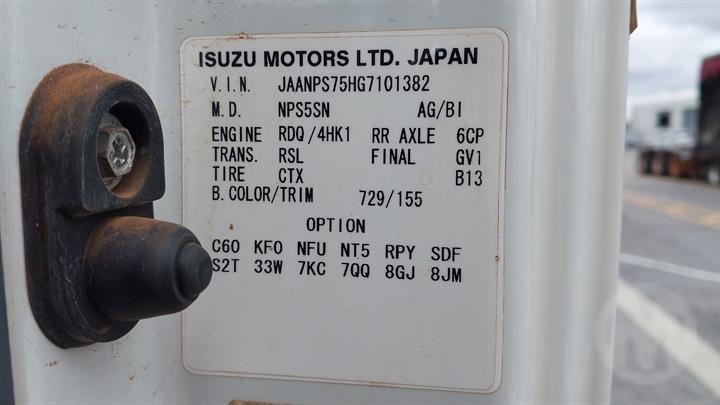 ISUZU MOTORS LTD. JAPAN
V.I.N. JAANPS75HG7101382
M.D. NPS5SN AG/BI
ENGINE RDQ/4HK1 RR AXLE 6CP
TRANS. RSL FINAL GV1
TIRE CTX B13
B.COLOR/TRIM 729/155
OPTION
C60 KFO NFU NT5 RPY SDF
S2T 33W 7KC 7QQ 8GJ 8JM